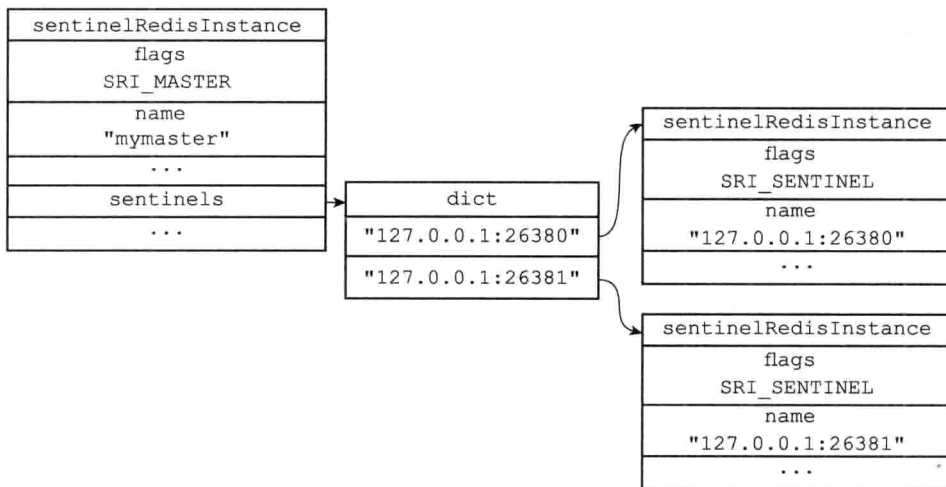 sentinelRedisInstance
flags
SRI_MASTER
name
"mymaster"
...
sentinels
...
dict
"127.0.0.1:26380"
"127.0.0.1:26381"
sentinelRedisInstance
flags
SRI_SENTINEL
name
"127.0.0.1:26380"
...
sentinelRedisInstance
flags
SRI_SENTINEL
name
"127.0.0.1:26381"
...